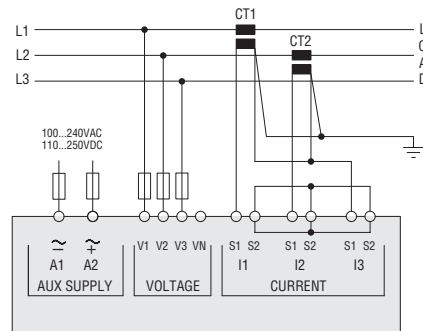 CT1
L1 L
CT2
L2 O
L3 A
D
100...240VAC
110...250VDC
V1 V2 V3 VN S1 S2 S1 S2 S1 S2
A1 A2 I1 I2 I3
AUX SUPPLY VOLTAGE CURRENT